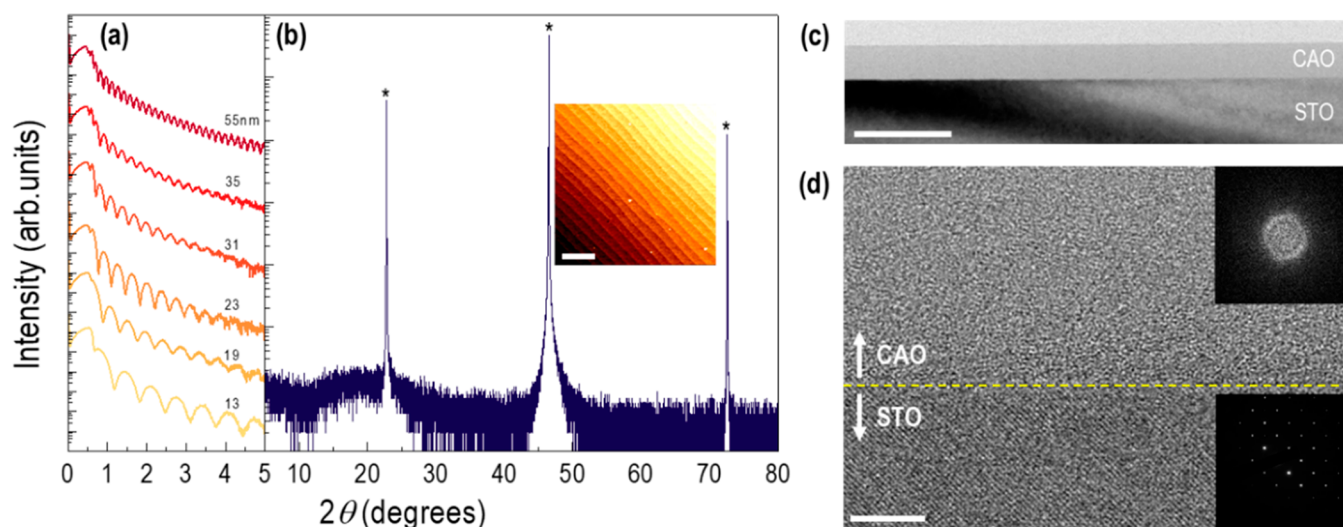 (a)
(b)
(c)
(d)
Intensity (arb.units)
55nm
35
31
23
19
13
*
*
*
0 1 2 3 4 5
10 20 30 40 50 60 70 80
2θ (degrees)
CAO
STO
CAO
STO